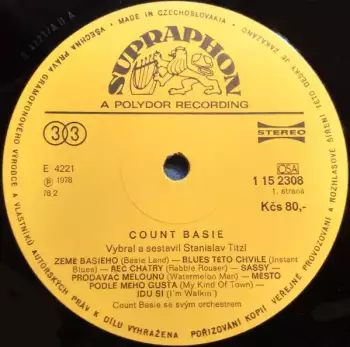 • MADE IN CZECHOSLOVAKIA •
VŠECHNA PRÁVA GRAMOFONOVÉHO VÝROBCE A VLASTNÍKŮ AUTORSKÝCH PRÁV K DÍLU VYHRAŽENA
POŘIZOVÁNÍ KOPIÍ, VEŘEJNÉ PROVOZOVÁNÍ A ROZHLASOVÉ ŠÍŘENÍ TÉTO DESKY JE ZAKÁZÁNO
SUPRAPHON
A POLYDOR RECORDING
33
STEREO
E 4221
ČSA
Ⓟ 1978
1 15 2308
78 2
1. strana
Kčs 80,-
COUNT BASIE
Vybral a sestavil Stanislav Titzl
ZEMĚ BASIEHO (Basie Land) — BLUES TÉTO CHVÍLE (Instant
Blues) — ŘEČ CHÁTRY (Rabble Rouser) — SASSY —
PRODAVAČ MELOUNŮ (Watermelon Man) — MĚSTO
PODLE MÉHO GUSTA (My Kind Of Town) —
JDU SI (I'm Walkin')
Count Basie se svým orchestrem